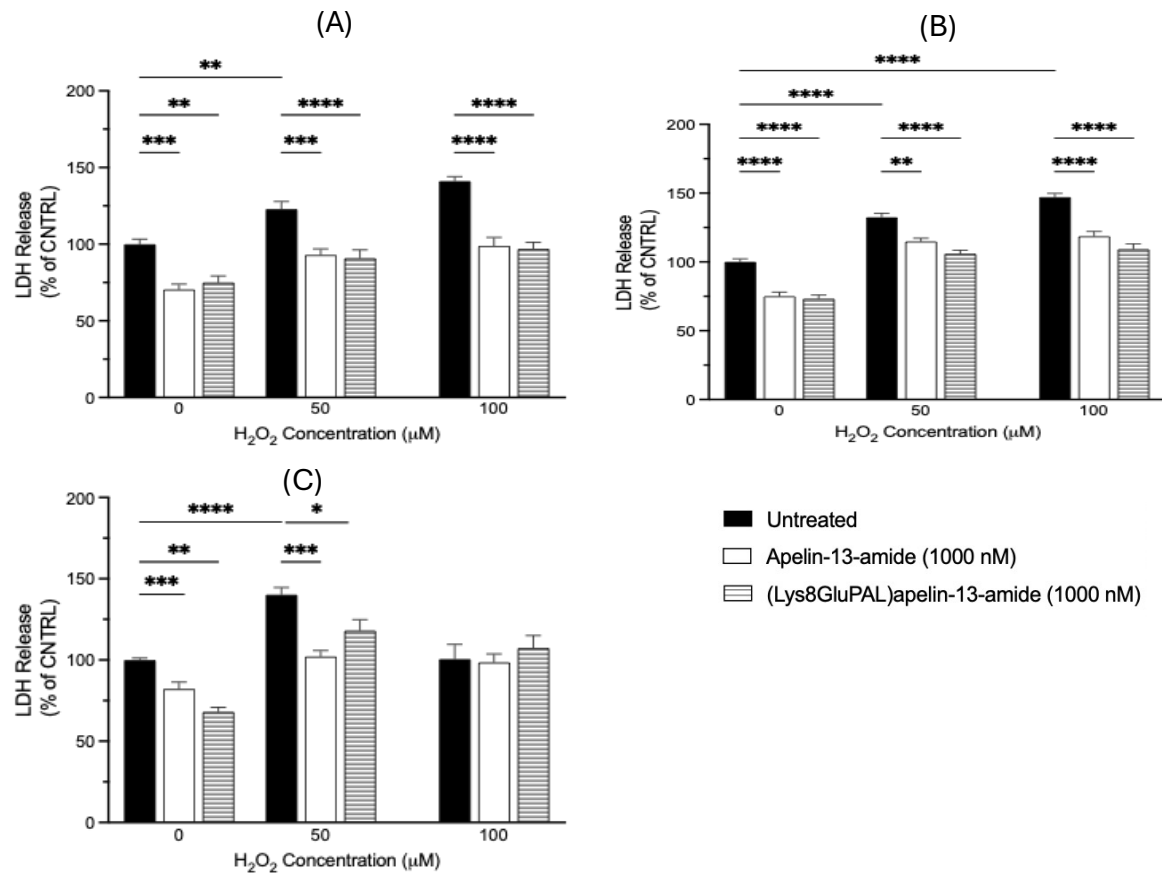 (A)
**
**
****
****
***
***
****
200
150
100
50
0
LDH Release
(% of CNTRL)
0
50
100
H₂O₂ Concentration (μM)
(B)
****
****
****
****
****
****
**
****
200
150
100
50
0
LDH Release
(% of CNTRL)
0
50
100
H₂O₂ Concentration (μM)
(C)
****
*
**
***
***
200
150
100
50
0
LDH Release
(% of CNTRL)
0
50
100
H₂O₂ Concentration (μM)
Untreated
Apelin-13-amide (1000 nM)
(Lys8GluPAL)apelin-13-amide (1000 nM)